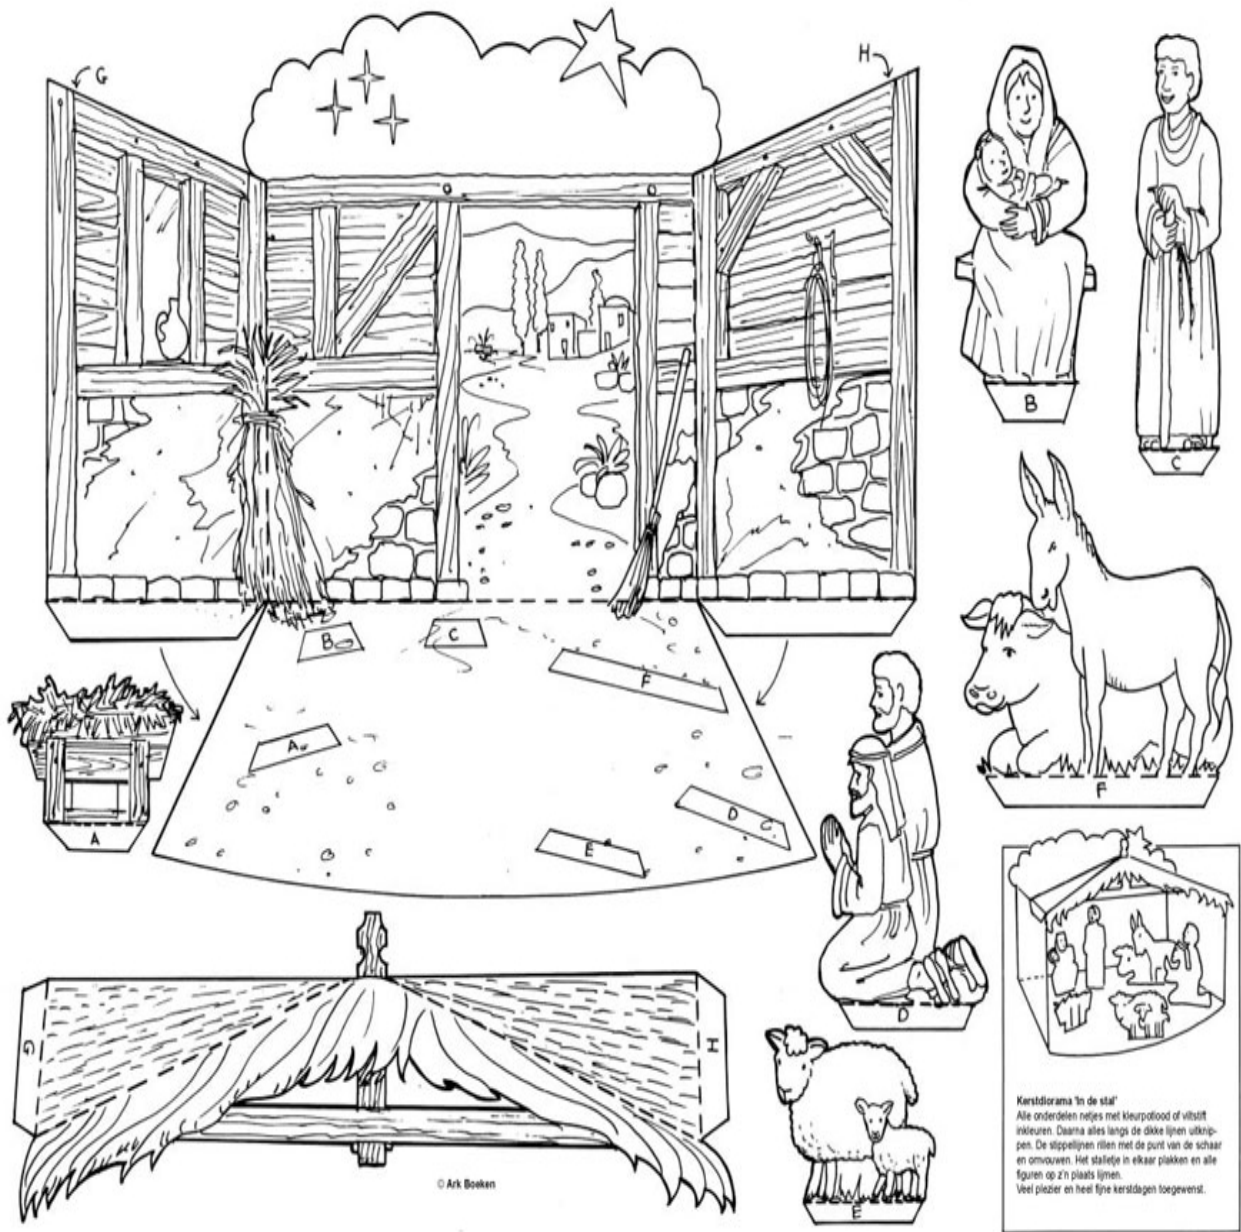 G
H
B
C
B
C
F
A
D
E
A
F
D
G
H
E
© Ark Boeken
Kerstdiorama 'In de stal'
Alle onderdelen netjes met kleurpotlood of viltstift
inkleuren. Daarna alles langs de dikke lijnen uitknip-
pen. De stippellijnen rillen met de punt van de schaar
en omvouwen. Het stalletje in elkaar plakken en alle
figuren op z'n plaats lijmen.
Veel plezier en heel fijne kerstdagen toegewenst.